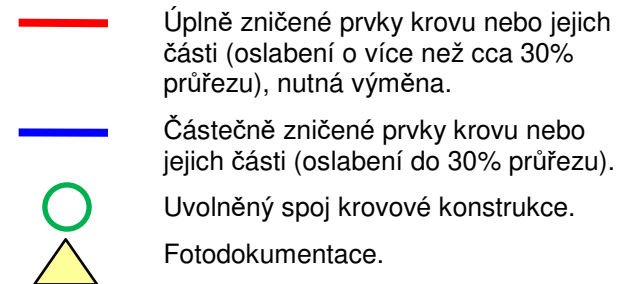 Úplně zničené prvky krovu nebo jejich
části (oslabení o více než cca 30%
průřezu), nutná výměna.
Částečně zničené prvky krovu nebo
jejich části (oslabení do 30% průřezu).
Uvolněný spoj krovové konstrukce.
Fotodokumentace.